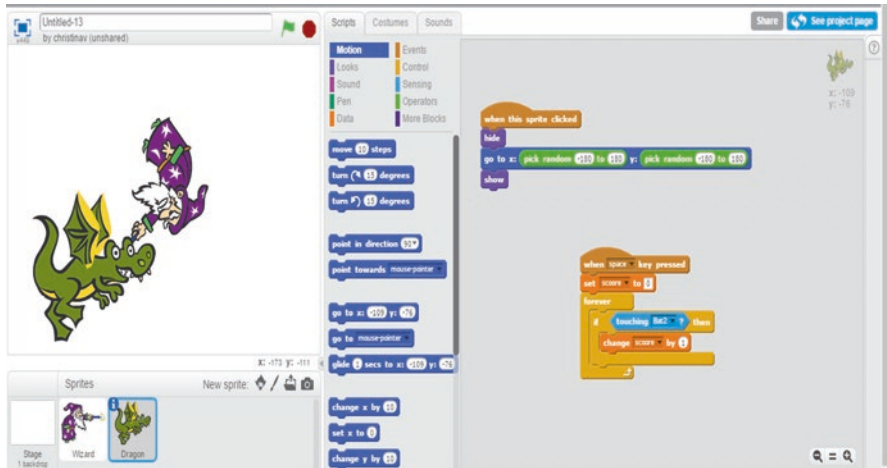 Untitled-13
by christinav (unshared)
Scripts Costumes Sounds
Share See project page
Motion Events
Looks Control
Sound Sensing
Pen Operators
Data More Blocks
move 10 steps
turn 15 degrees
turn 15 degrees
point in direction 90
point towards mouse-pointer
go to x: -109 y: -76
go to mouse-pointer
glide 1 secs to x: -109 y: -76
change x by 10
set x to 0
change y by 10
x: -109
y: -76
when this sprite clicked
hide
go to x: pick random -180 to 180 y: pick random -180 to 180
show
when space key pressed
set score to 0
forever
if touching Bat2 ? then
change score by 1
x: -173 y: -111
Sprites New sprite:
Stage
1 backdrop
Wizard
Dragon